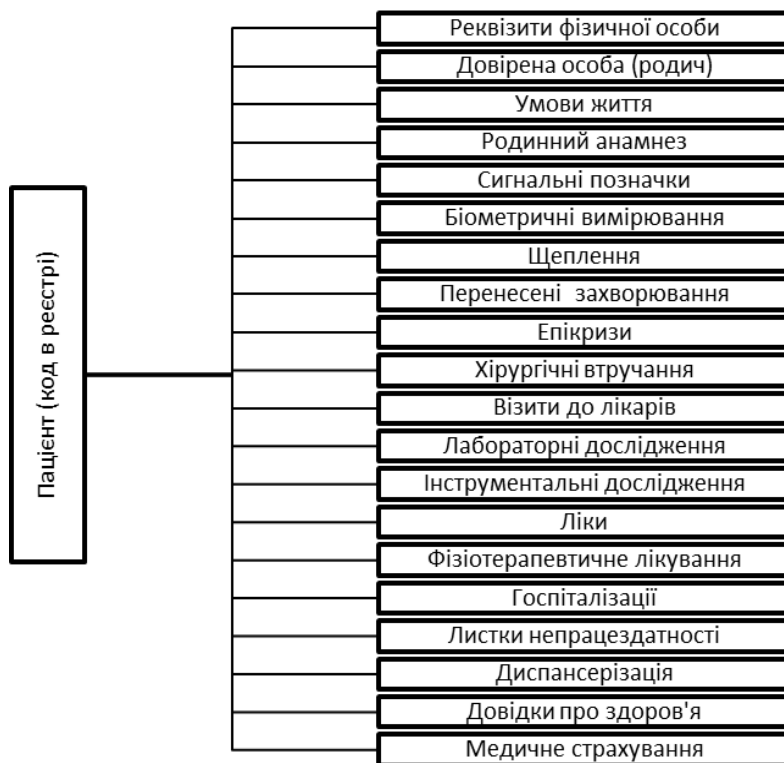 Реквізити фізичної особи
Довірена особа (родич)
Умови життя
Родинний анамнез
Сигнальні позначки
Біометричні вимірювання
Щеплення
Перенесені захворювання
Епікризи
Хірургічні втручання
Візити до лікарів
Лабораторні дослідження
Інструментальні дослідження
Ліки
Фізіотерапевтичне лікування
Госпіталізації
Листки непрацездатності
Диспансерізація
Довідки про здоров'я
Медичне страхування
Пацієнт (код в реєстрі)